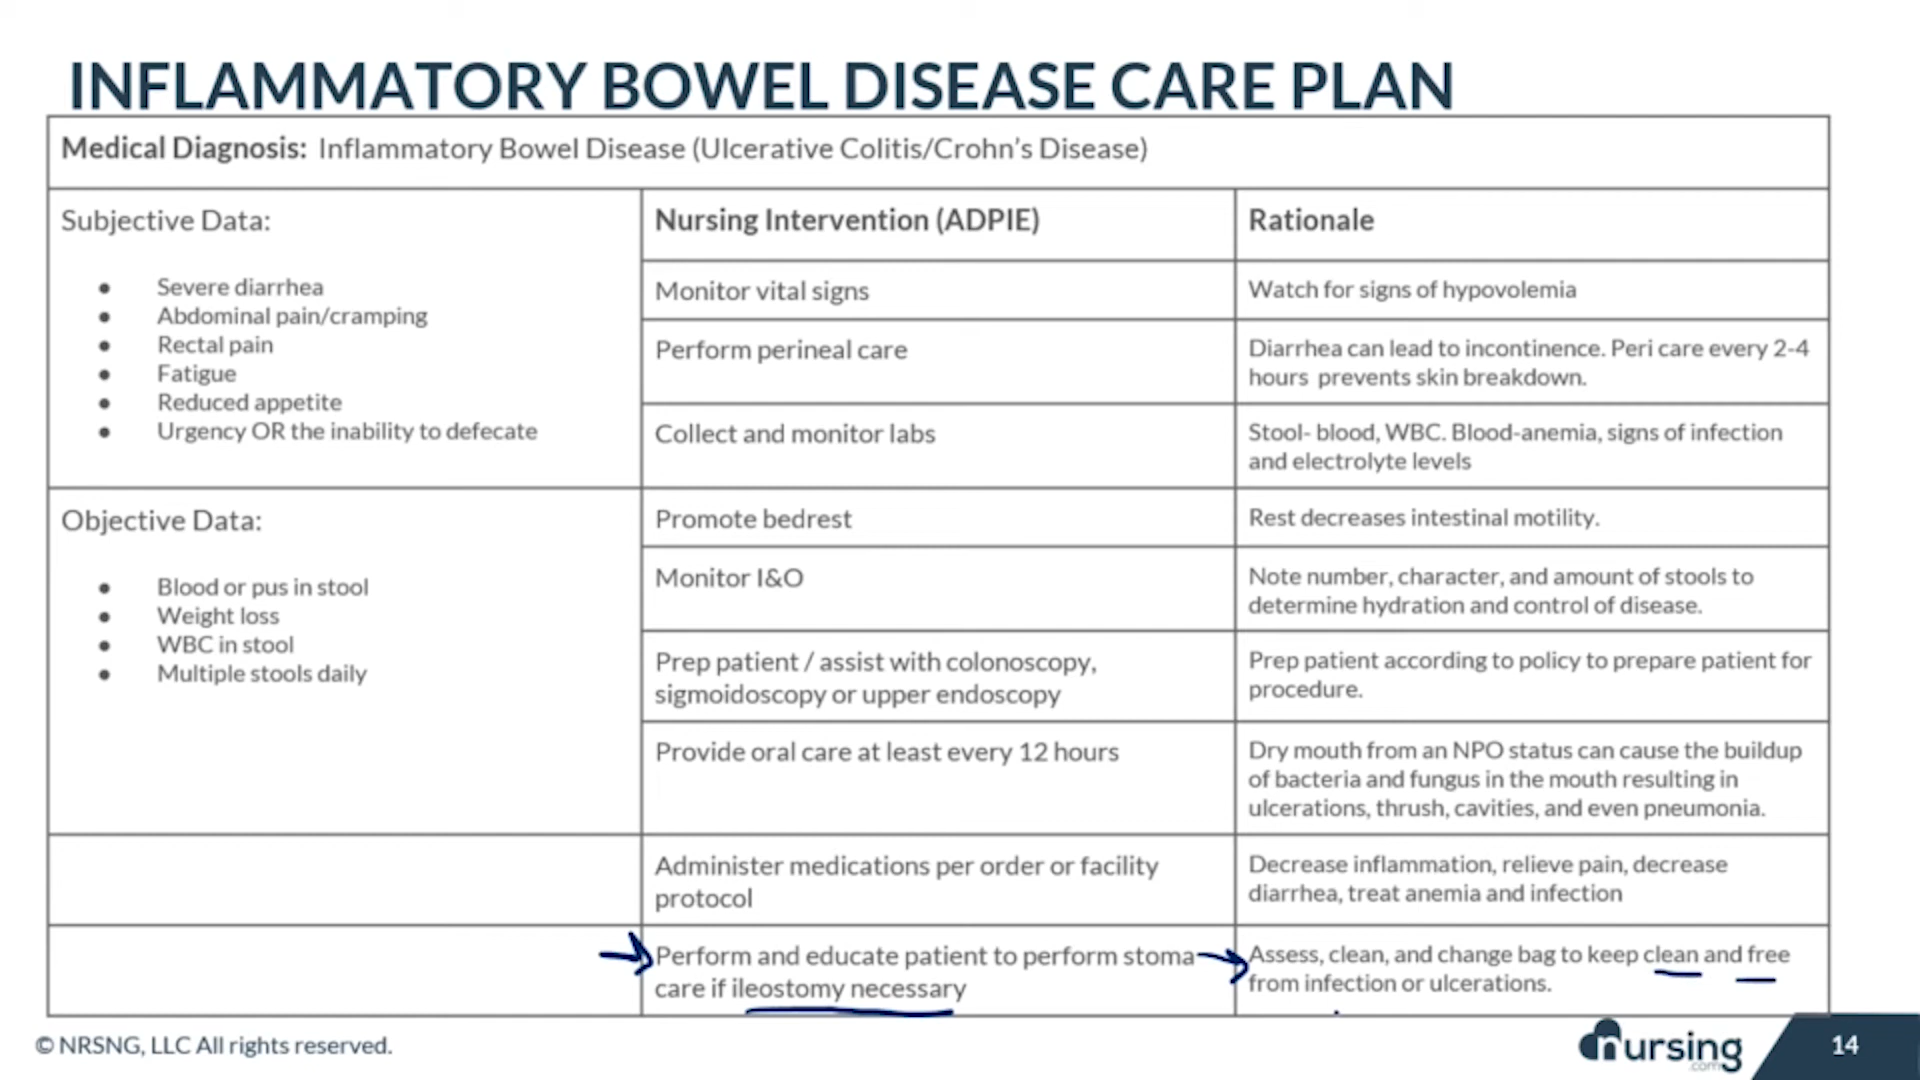 INFLAMMATORY BOWEL DISEASE CARE PLAN
Medical Diagnosis: Inflammatory Bowel Disease (Ulcerative Colitis/Crohn's Disease)
Subjective Data:
• Severe diarrhea
• Abdominal pain/cramping
• Rectal pain
• Fatigue
• Reduced appetite
• Urgency OR the inability to defecate
Objective Data:
• Blood or pus in stool
• Weight loss
• WBC in stool
• Multiple stools daily
Nursing Intervention (ADPIE)
Rationale
Monitor vital signs
Watch for signs of hypovolemia
Perform perineal care
Diarrhea can lead to incontinence. Peri care every 2-4
hours prevents skin breakdown.
Collect and monitor labs
Stool- blood, WBC. Blood-anemia, signs of infection
and electrolyte levels
Promote bedrest
Rest decreases intestinal motility.
Monitor I&O
Note number, character, and amount of stools to
determine hydration and control of disease.
Prep patient / assist with colonoscopy,
sigmoidoscopy or upper endoscopy
Prep patient according to policy to prepare patient for
procedure.
Provide oral care at least every 12 hours
Dry mouth from an NPO status can cause the buildup
of bacteria and fungus in the mouth resulting in
ulcerations, thrush, cavities, and even pneumonia.
Administer medications per order or facility
protocol
Decrease inflammation, relieve pain, decrease
diarrhea, treat anemia and infection
Perform and educate patient to perform stoma
care if ileostomy necessary
Assess, clean, and change bag to keep clean and free
from infection or ulcerations.
© NRSNG, LLC All rights reserved.
nursing
.com
14